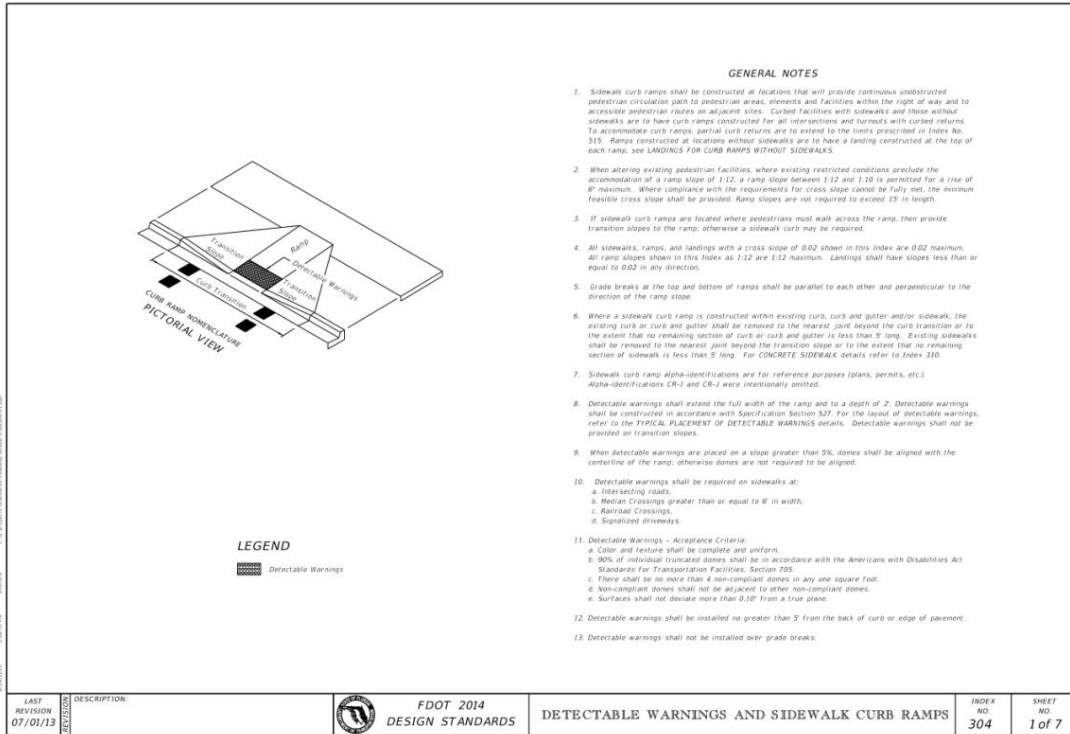 GENERAL NOTES
1. Sidewalk curb ramps shall be constructed at locations that will provide continuous unobstructed
pedestrian circulation path to pedestrian areas, elements and facilities within the right of way and to
accessible pedestrian routes on adjacent sites. Curbed facilities with sidewalks and those without
sidewalks are to have curb ramps constructed for all intersections and turnouts with curbed returns.
To accommodate curb ramps, partial curb returns are to extend to the limits prescribed in Index No.
515. Ramps constructed at locations without sidewalks are to have a landing constructed at the top of
each ramp, see LANDINGS FOR CURB RAMPS WITHOUT SIDEWALKS.
2. When altering existing pedestrian facilities, where existing restricted conditions preclude the
accommodation of a ramp slope of 1:12, a ramp slope between 1:12 and 1:10 is permitted for a rise of
6" maximum. Where compliance with the requirements for cross slope cannot be fully met, the minimum
feasible cross slope shall be provided. Ramp slopes are not required to exceed 15' in length.
3. If sidewalk curb ramps are located where pedestrians must walk across the ramp, then provide
transition slopes to the ramp; otherwise a sidewalk curb may be required.
4. All sidewalks, ramps, and landings with a cross slope of 0.02 shown in this Index are 0.02 maximum.
All ramp slopes shown in this Index as 1:12 are 1:12 maximum. Landings shall have slopes less than or
equal to 0.02 in any direction.
5. Grade breaks at the top and bottom of ramps shall be parallel to each other and perpendicular to the
direction of the ramp slope.
6. Where a sidewalk curb ramp is constructed within existing curb, curb and gutter and/or sidewalk, the
existing curb or curb and gutter shall be removed to the nearest joint beyond the curb transition or to
the extent that no remaining section of curb or curb and gutter is less than 5' long. Existing sidewalks
shall be removed to the nearest joint beyond the transition slope or to the extent that no remaining
section of sidewalk is less than 5' long. For CONCRETE SIDEWALK details refer to Index 310.
7. Sidewalk curb ramp alpha-identifications are for reference purposes (plans, permits, etc.).
Alpha-identifications CR-I and CR-J were intentionally omitted.
8. Detectable warnings shall extend the full width of the ramp and to a depth of 2'. Detectable warnings
shall be constructed in accordance with Specification Section 527. For the layout of detectable warnings,
refer to the TYPICAL PLACEMENT OF DETECTABLE WARNINGS details. Detectable warnings shall not be
provided on transition slopes.
9. When detectable warnings are placed on a slope greater than 5%, domes shall be aligned with the
centerline of the ramp; otherwise domes are not required to be aligned.
10. Detectable warnings shall be required on sidewalks at:
a. Intersecting roads,
b. Median Crossings greater than or equal to 6' in width,
c. Railroad Crossings,
d. Signalized driveways.
11. Detectable Warnings - Acceptance Criteria:
a. Color and texture shall be complete and uniform.
b. 90% of individual truncated domes shall be in accordance with the Americans with Disabilities Act
Standards for Transportation Facilities, Section 705.
c. There shall be no more than 4 non-compliant domes in any one square foot.
d. Non-compliant domes shall not be adjacent to other non-compliant domes.
e. Surfaces shall not deviate more than 0.10" from a true plane.
12. Detectable warnings shall be installed no greater than 5' from the back of curb or edge of pavement.
13. Detectable warnings shall not be installed over grade breaks.
Transition
Slope
Ramp
Detectable Warnings
Transition
Slope
Curb Transition
CURB RAMP NOMENCLATURE
PICTORIAL VIEW
LEGEND
Detectable Warnings
LAST
REVISION
07/01/13
REVISION
DESCRIPTION:
FDOT 2014
DESIGN STANDARDS
DETECTABLE WARNINGS AND SIDEWALK CURB RAMPS
INDEX
NO.
304
SHEET
NO.
1 of 7